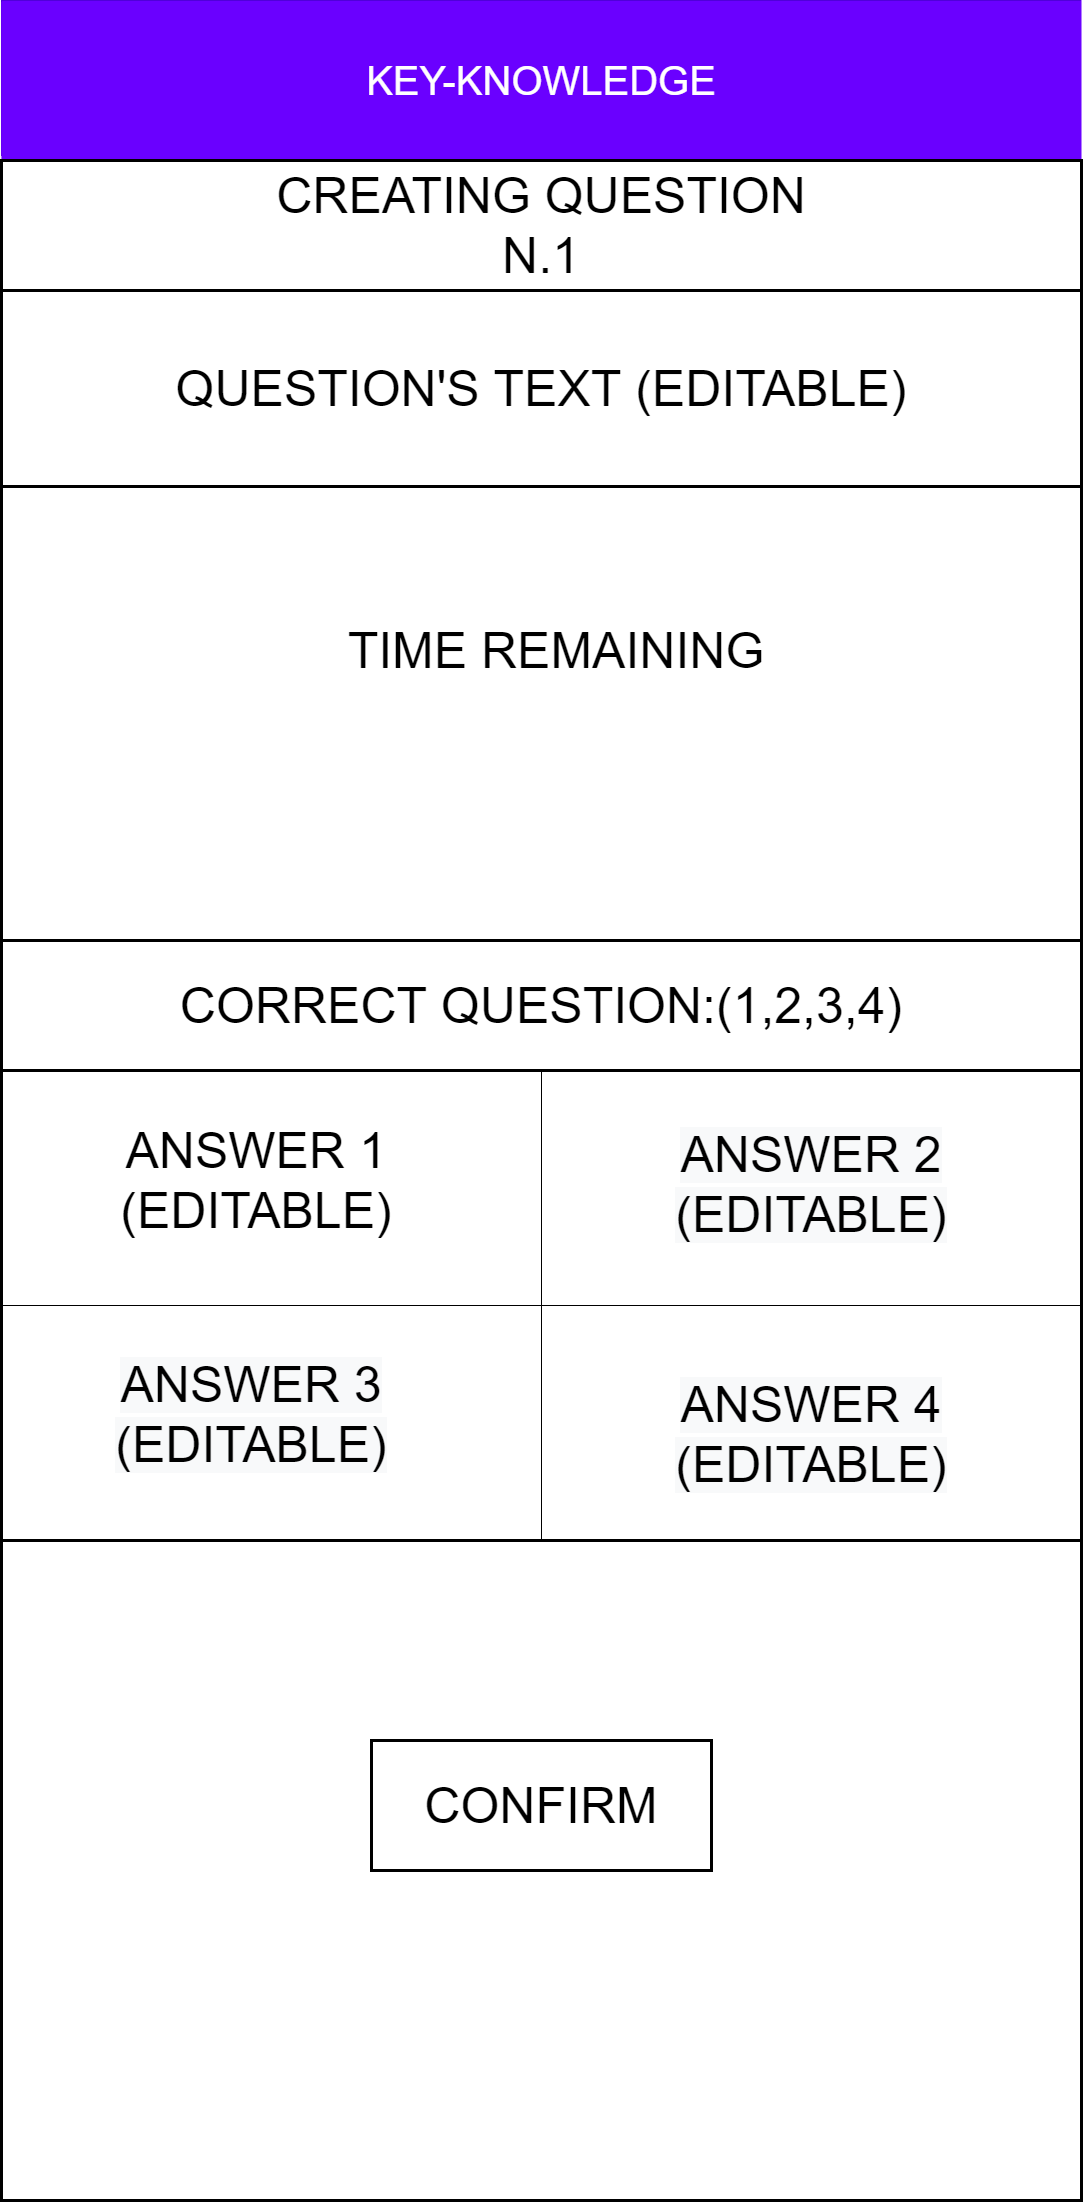 KEY-KNOWLEDGE
CREATING QUESTION
N.1
QUESTION'S TEXT (EDITABLE)
TIME REMAINING
CORRECT QUESTION:(1,2,3,4)
ANSWER 1
(EDITABLE)
ANSWER 2
(EDITABLE)
ANSWER 3
(EDITABLE)
ANSWER 4
(EDITABLE)
CONFIRM